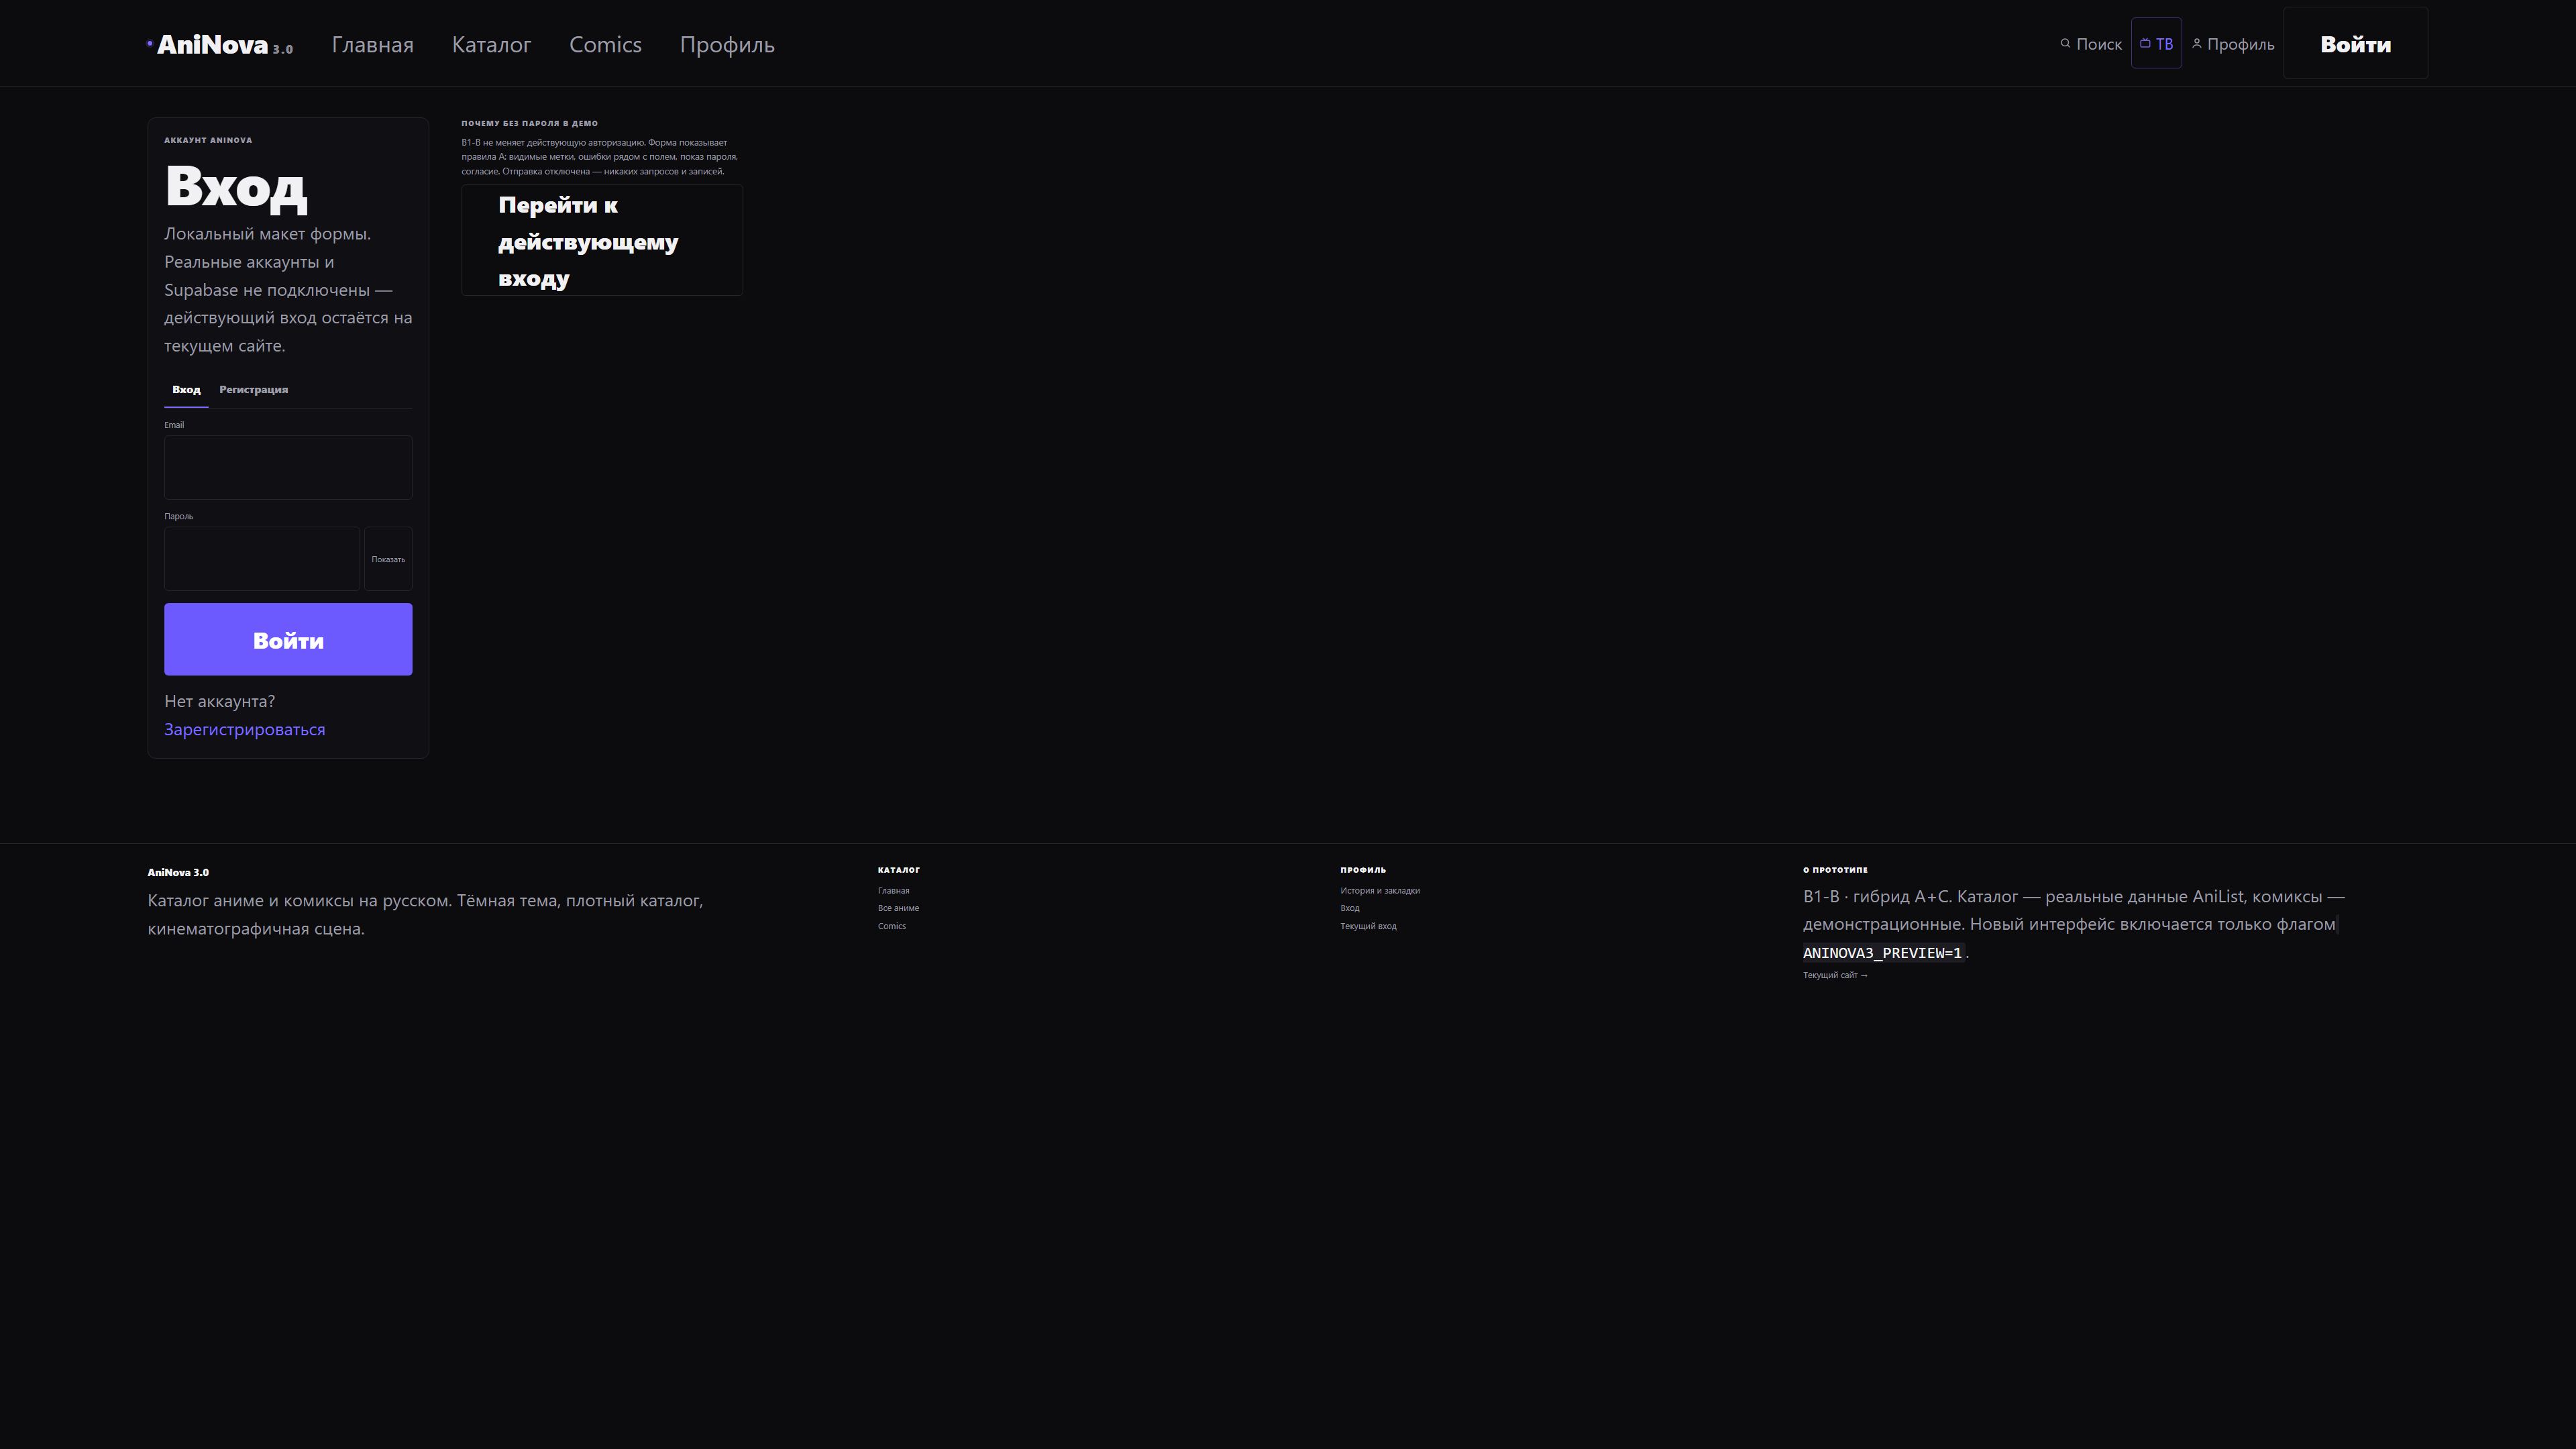 AniNova 3.0
Главная
Каталог
Comics
Профиль
Поиск
ТВ
Профиль
Войти
АККАУНТ ANINOVA
Вход
Локальный макет формы.
Реальные аккаунты и
Supabase не подключены —
действующий вход остаётся на
текущем сайте.
Вход
Регистрация
Email
Пароль
Показать
Войти
Нет аккаунта?
Зарегистрироваться
ПОЧЕМУ БЕЗ ПАРОЛЯ В ДЕМО
B1-B не меняет действующую авторизацию. Форма показывает
правила A: видимые метки, ошибки рядом с полем, показ пароля,
согласие. Отправка отключена — никаких запросов и записей.
Перейти к
действующему
входу
AniNova 3.0
Каталог аниме и комиксы на русском. Тёмная тема, плотный каталог,
кинематографичная сцена.
КАТАЛОГ
Главная
Все аниме
Comics
ПРОФИЛЬ
История и закладки
Вход
Текущий вход
О ПРОТОТИПЕ
B1-B · гибрид A+C. Каталог — реальные данные AniList, комиксы —
демонстрационные. Новый интерфейс включается только флагом
ANINOVA3_PREVIEW=1.
Текущий сайт →